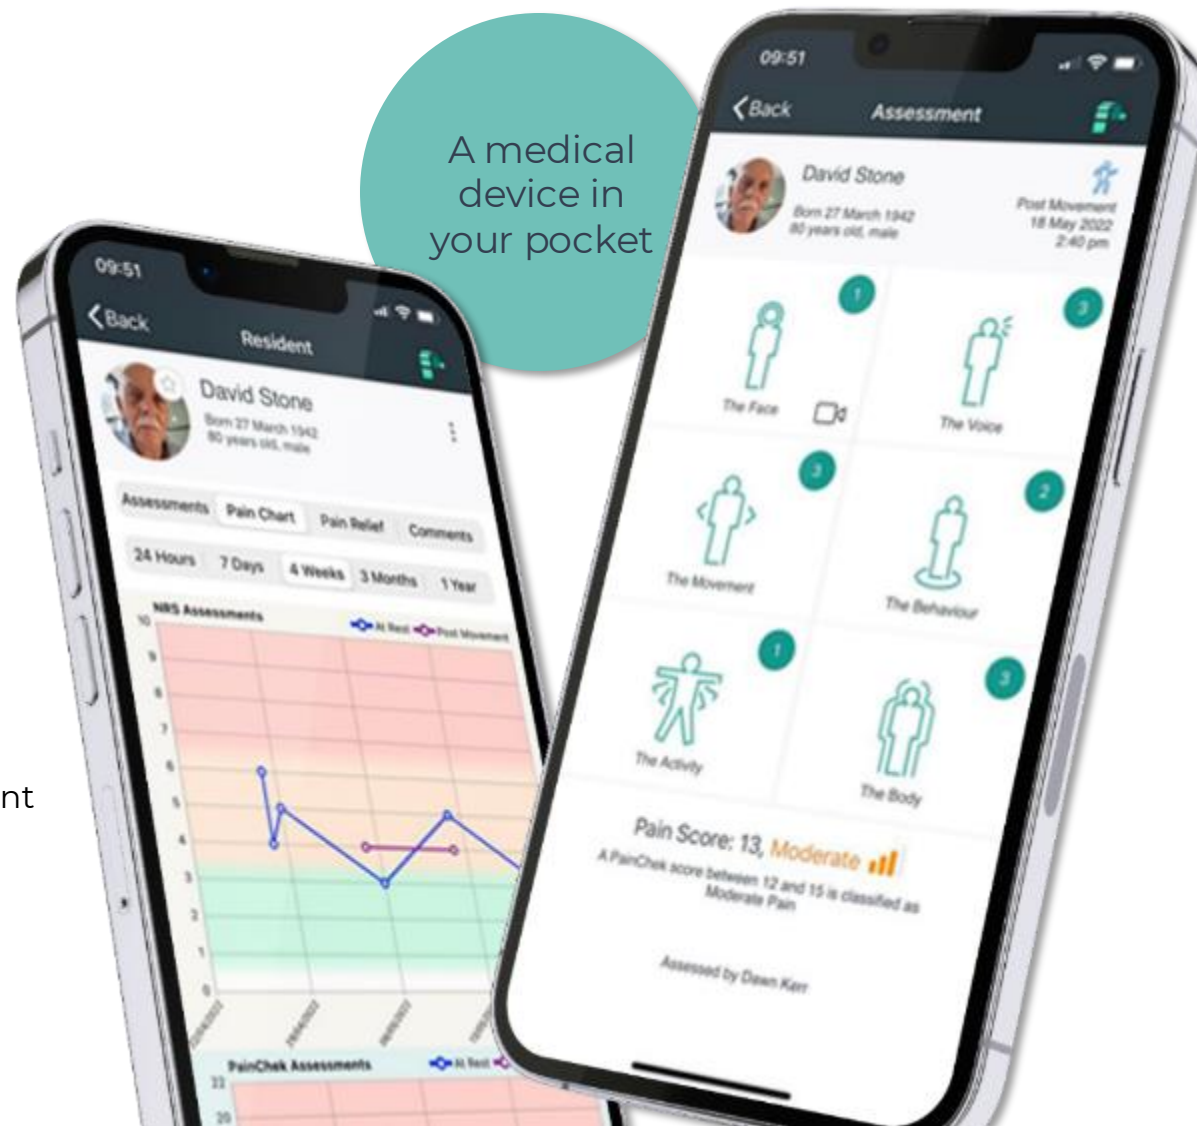 A medical
device in
your pocket
nt
09:51
Back
Resident
David Stone
Born 27 March 1942
80 years old, male
Assessments Pain Chart Pain Relief Comments
24 Hours 7 Days 4 Weeks 3 Months 1 Year
NRS Assessments
At Rest Post Movement
10
9
8
7
6
5
4
3
2
1
0
PainChek Assessments
At Rest
22
20
09:51
Back
Assessment
David Stone
Born 27 March 1942
80 years old, male
Post Movement
18 May 2022
2:40 pm
1
The Face
3
The Voice
3
The Movement
2
The Behaviour
1
The Activity
3
The Body
Pain Score: 13, Moderate
A PainChek score between 12 and 15 is classified as
Moderate Pain
Assessed by Dawn Kerr